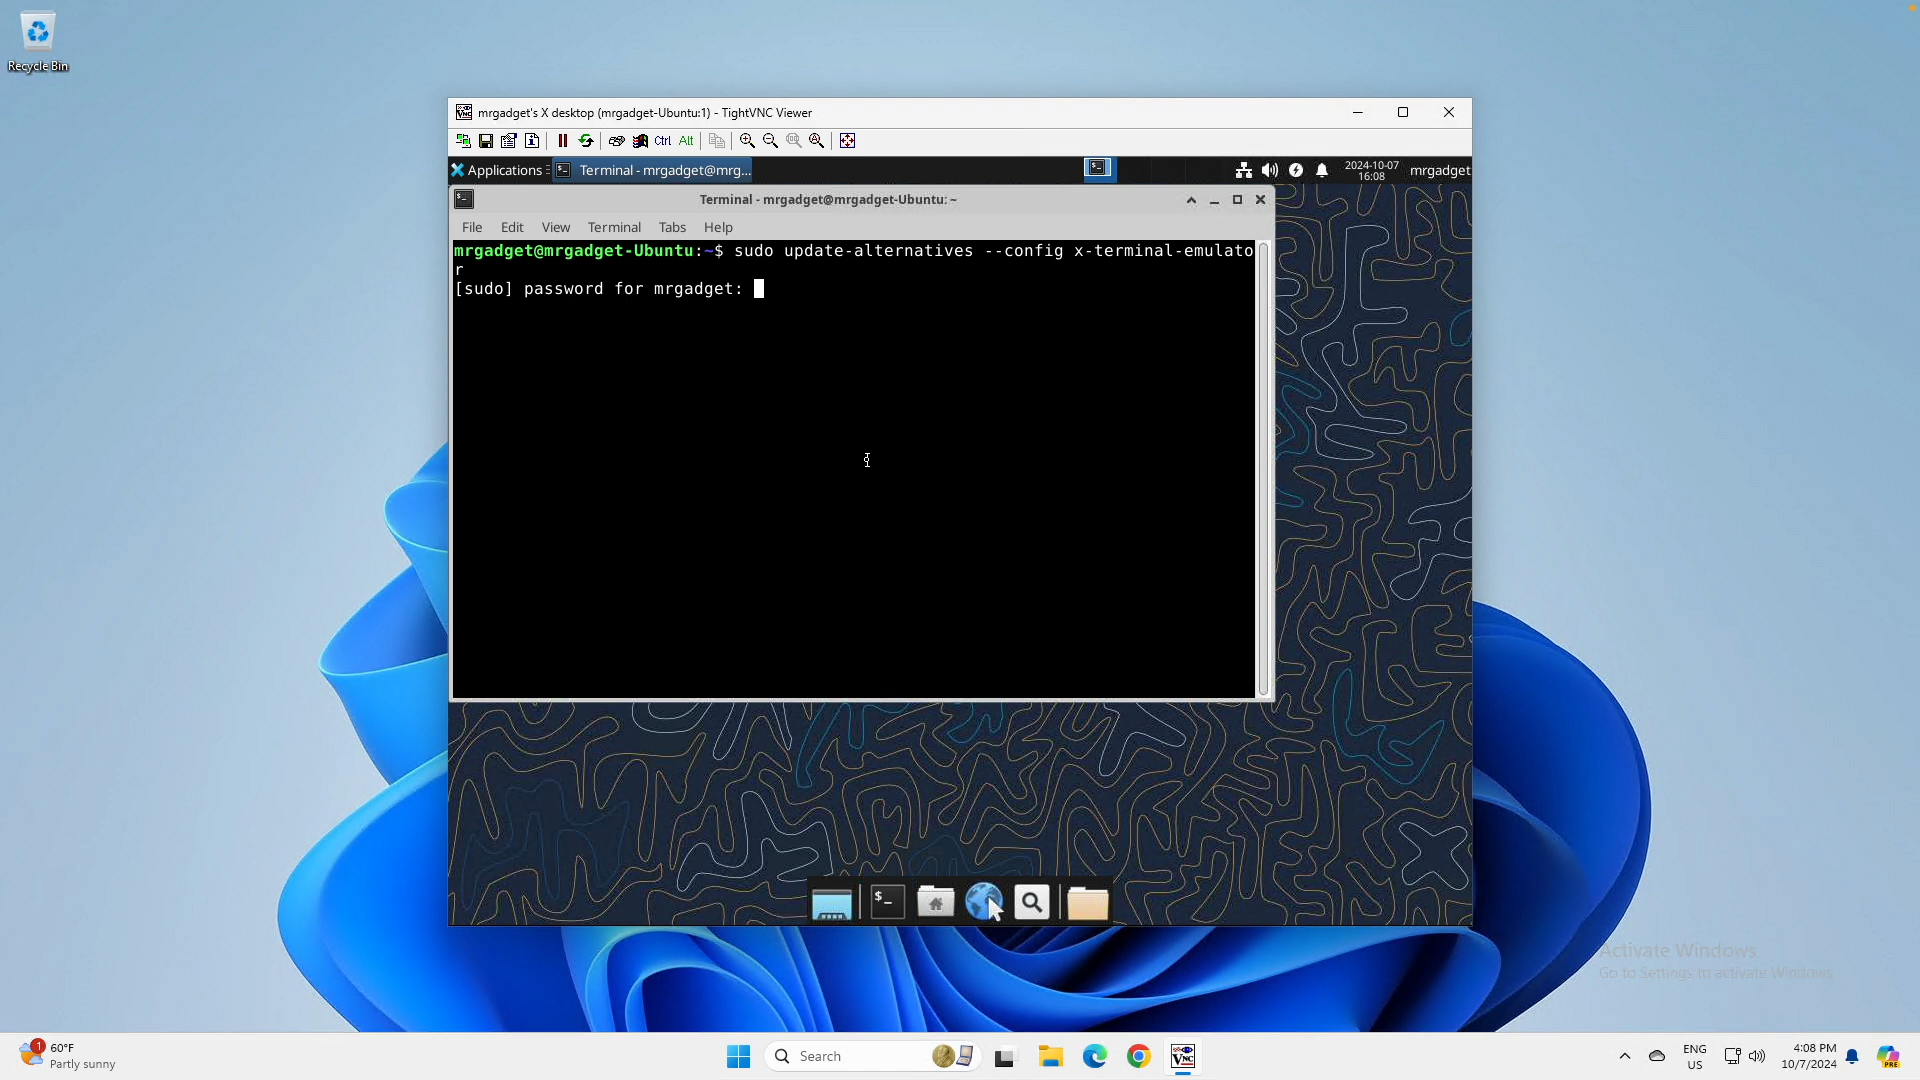 Recycle Bin
mrgadget's X desktop (mrgadget-Ubuntu:1) - TightVNC Viewer
Ctrl Alt
Applications
Terminal - mrgadget@mrg...
2024-10-07
16:08
mrgadget
Terminal - mrgadget@mrgadget-Ubuntu: ~
File Edit View Terminal Tabs Help
mrgadget@mrgadget-Ubuntu:~$ sudo update-alternatives --config x-terminal-emulato
r
[sudo] password for mrgadget:
$_
Activate Windows
Go to Settings to activate Windows.
1
60°F
Partly sunny
Search
VNC
ENG
US
4:08 PM
10/7/2024
PRE